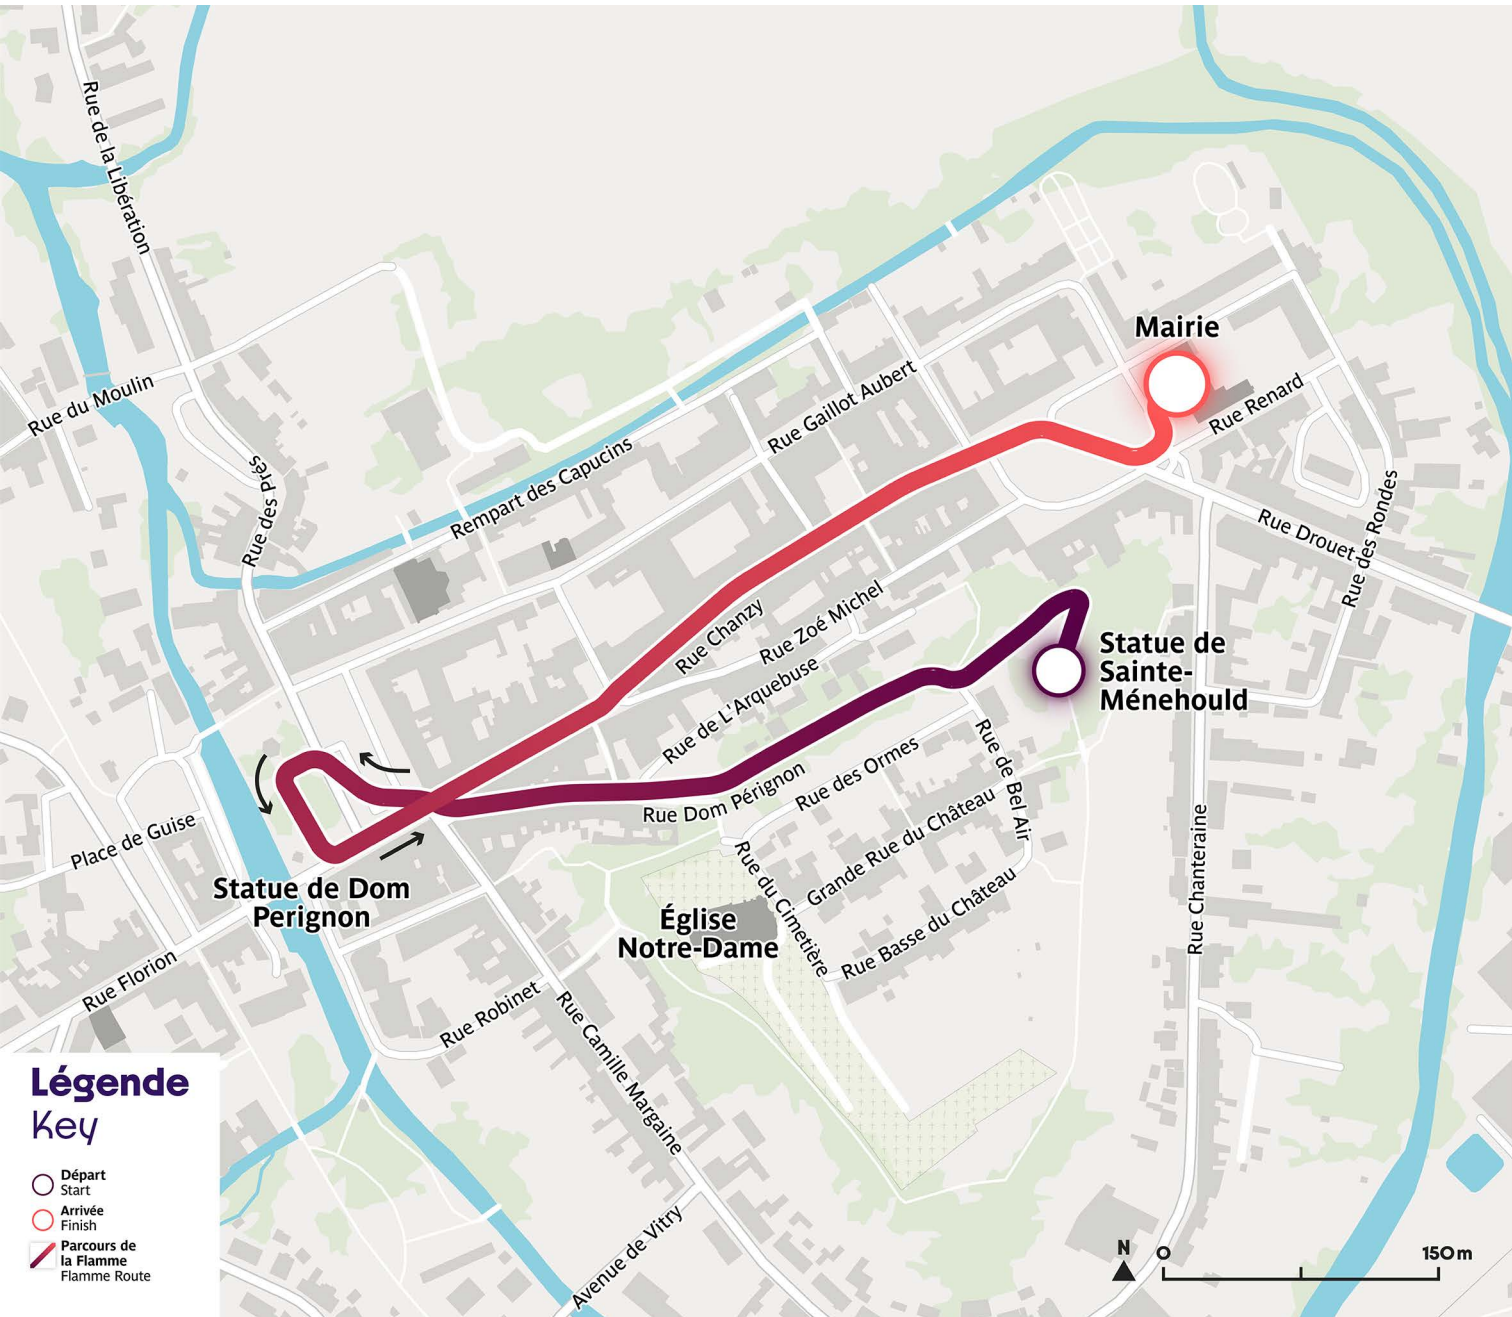 Rue de la Libération
Mairie
Rue du Moulin
Rue Gaillot Aubert
Rue Renard
Rue des Prés
Rempart des Capucins
Rue Drouet
Rue des Rondes
Rue Chanzy
Rue Zoé Michel
Rue de L'Arquebuse
Statue de
Sainte-
Ménehould
Rue des Ormes
Rue de Bel Air
Rue Dom Pérignon
Place de Guise
Grande Rue du Château
Rue Chanteraine
Statue de Dom
Perignon
Rue du Cimetière
Église
Notre-Dame
Rue Basse du Château
Rue Florion
Rue Robinet
Rue Camille Margaine
Avenue de Vitry
Légende
Key
Départ
Start
Arrivée
Finish
Parcours de
la Flamme
Flamme Route
N
0 150m